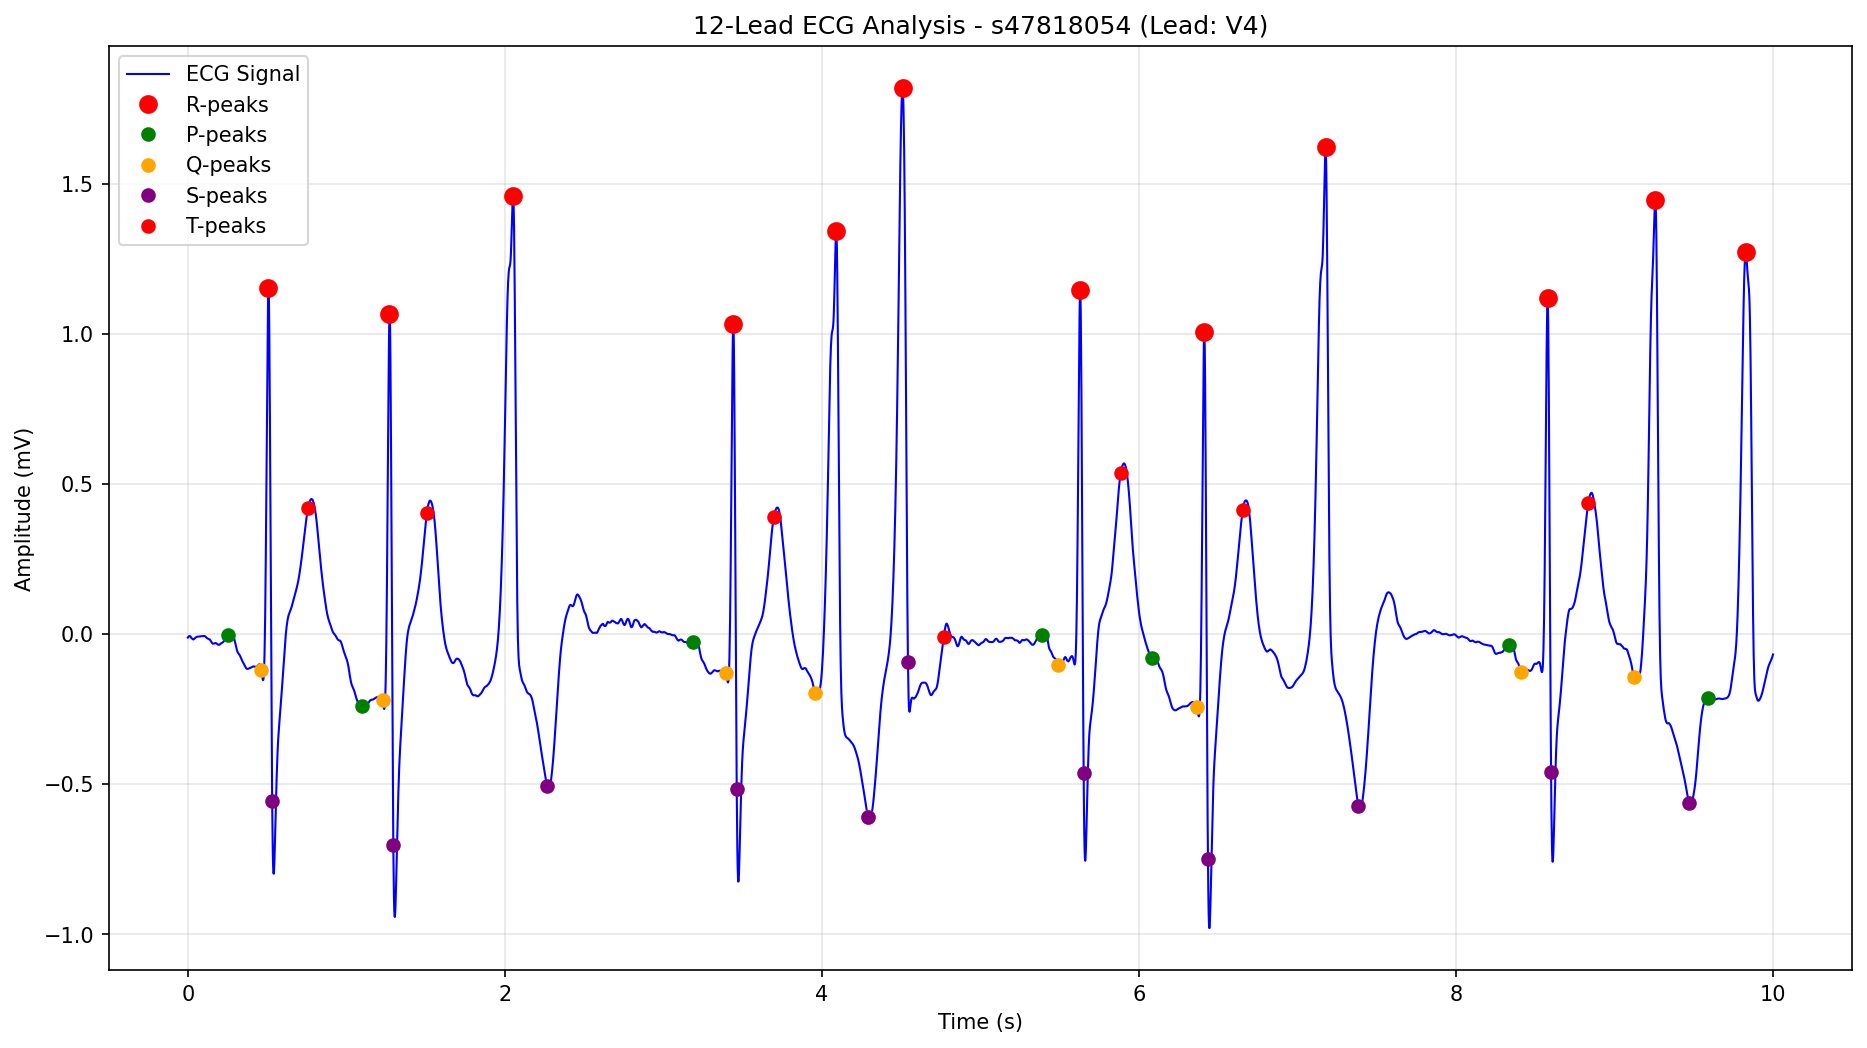 12-Lead ECG Analysis - s47818054 (Lead: V4)
ECG Signal
R-peaks
P-peaks
Q-peaks
S-peaks
T-peaks
Amplitude (mV)
1.5
1.0
0.5
0.0
−0.5
−1.0
0 2 4 6 8 10
Time (s)